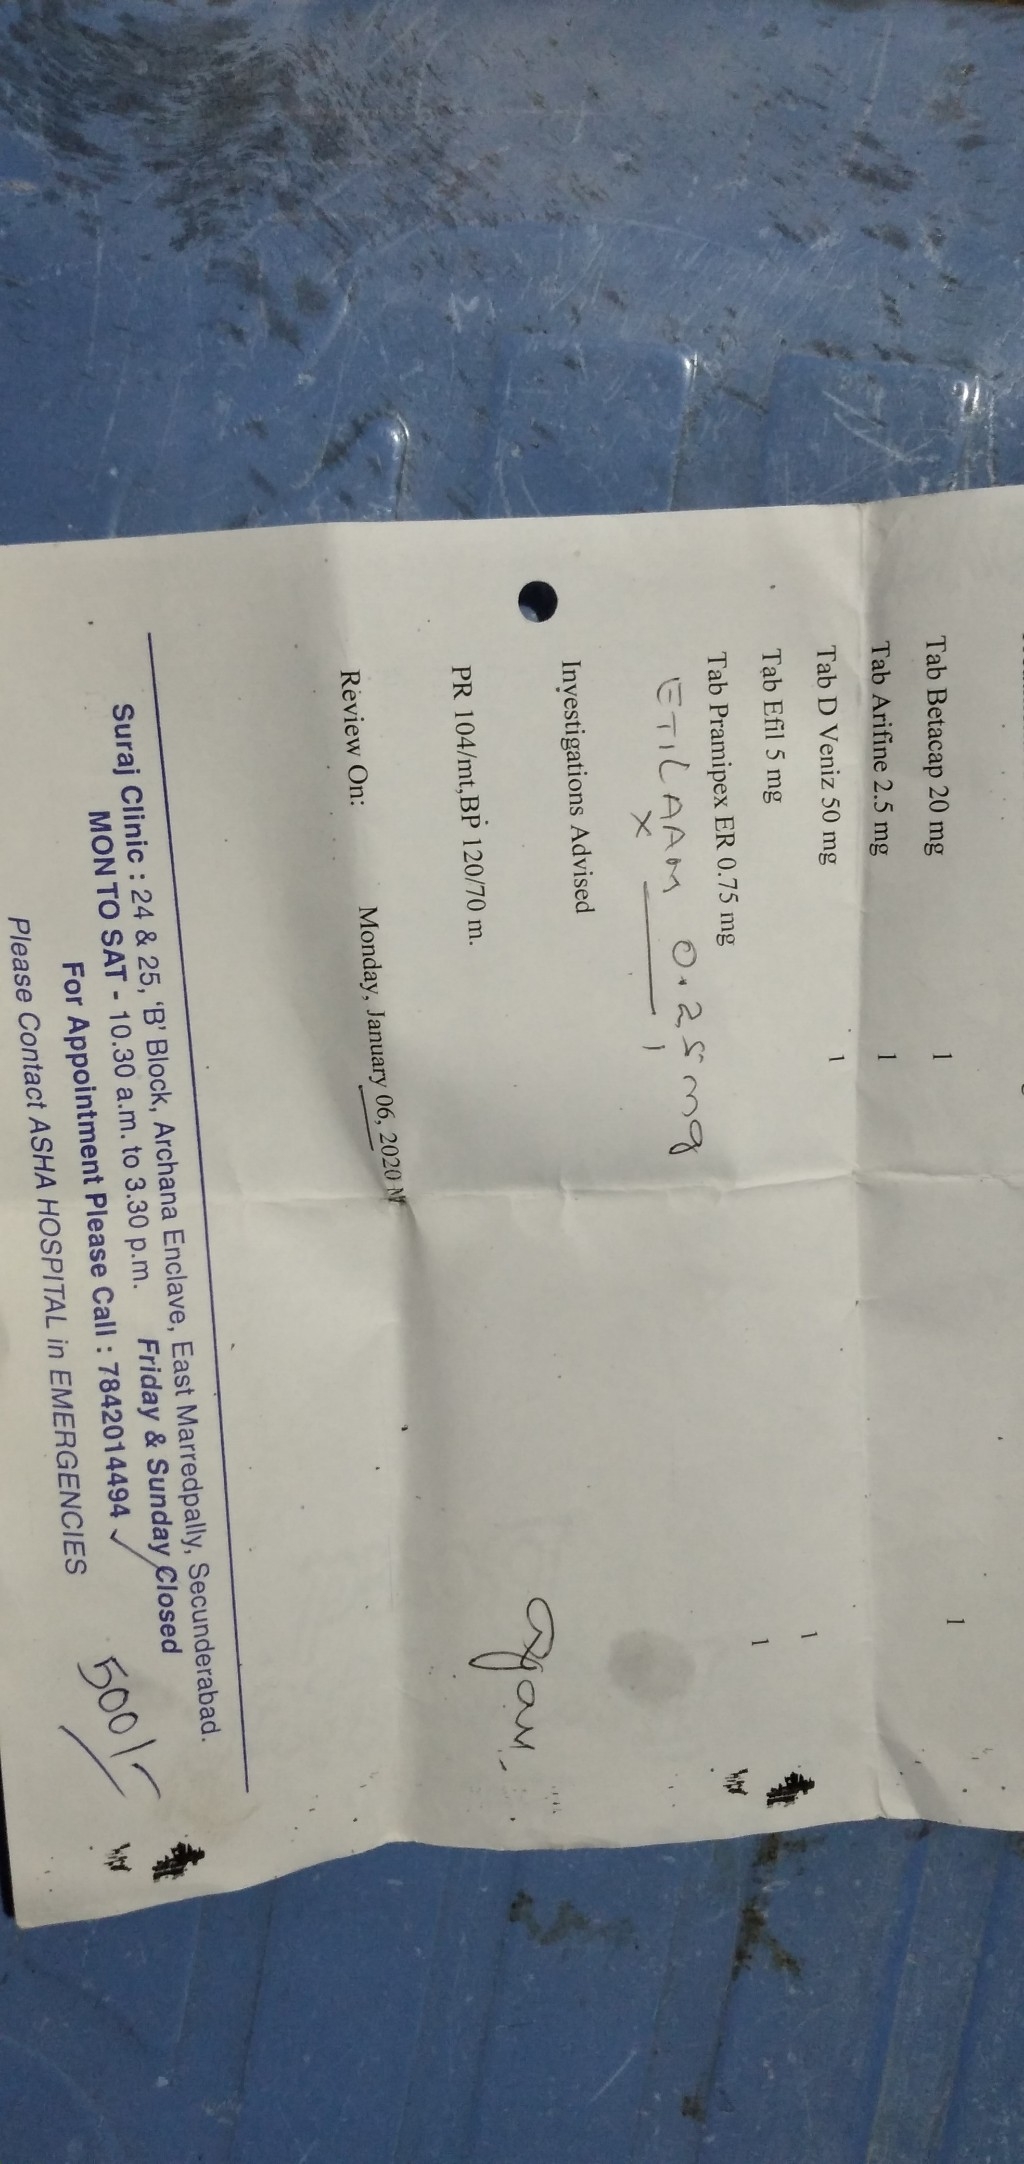 Tab Betacap 20 mg 1 1
Tab Arifine 2.5 mg 1
Tab D Veniz 50 mg 1
Tab Efil 5 mg 1
Tab Pramipex ER 0.75 mg 1
ETILAAM 0.25 mg
x — 1
Investigations Advised
PR 104/mt,BP 120/70 m.
Review On: Monday, January 06, 2020
Suraj Clinic : 24 & 25, 'B' Block, Archana Enclave, East Marredpally, Secunderabad.
MON TO SAT - 10.30 a.m. to 3.30 p.m. Friday & Sunday Closed
For Appointment Please Call : 7842014494 ✓
Please Contact ASHA HOSPITAL in EMERGENCIES
500/-